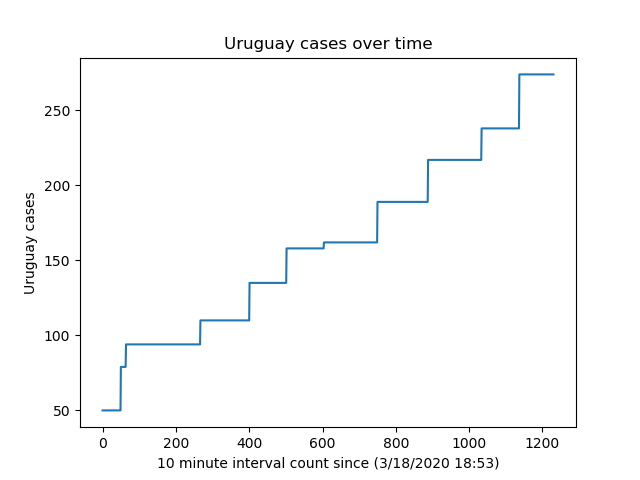 Uruguay cases over time
Uruguay cases
250
200
150
100
50
0 200 400 600 800 1000 1200
10 minute interval count since (3/18/2020 18:53)